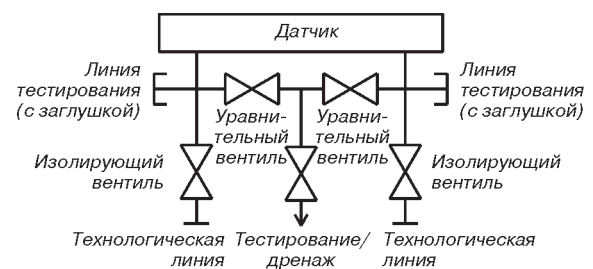 Датчик
Линия
тестирования
(с заглушкой)
Линия
тестирования
(с заглушкой)
Уравни-
тельный
вентиль
Уравни-
тельный
вентиль
Изолирующий
вентиль
Изолирующий
вентиль
Технологическая
линия
Тестирование/
дренаж
Технологическая
линия